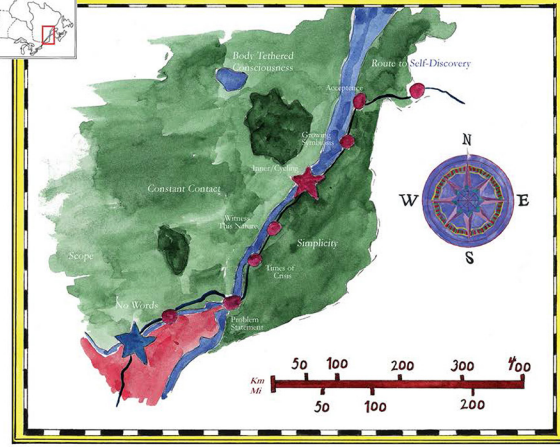 Body Tethered
Consciousness
Route to Self-Discovery
Acceptance
Growing
Symbiosis
Inner/Cycling
Constant Contact
Witness
This Nature
Simplicity
Scope
Times of
Crisis
No Words
Problem
Statement
N
W
E
S
50 100 200 300 400
Km
Mi
50 100 200